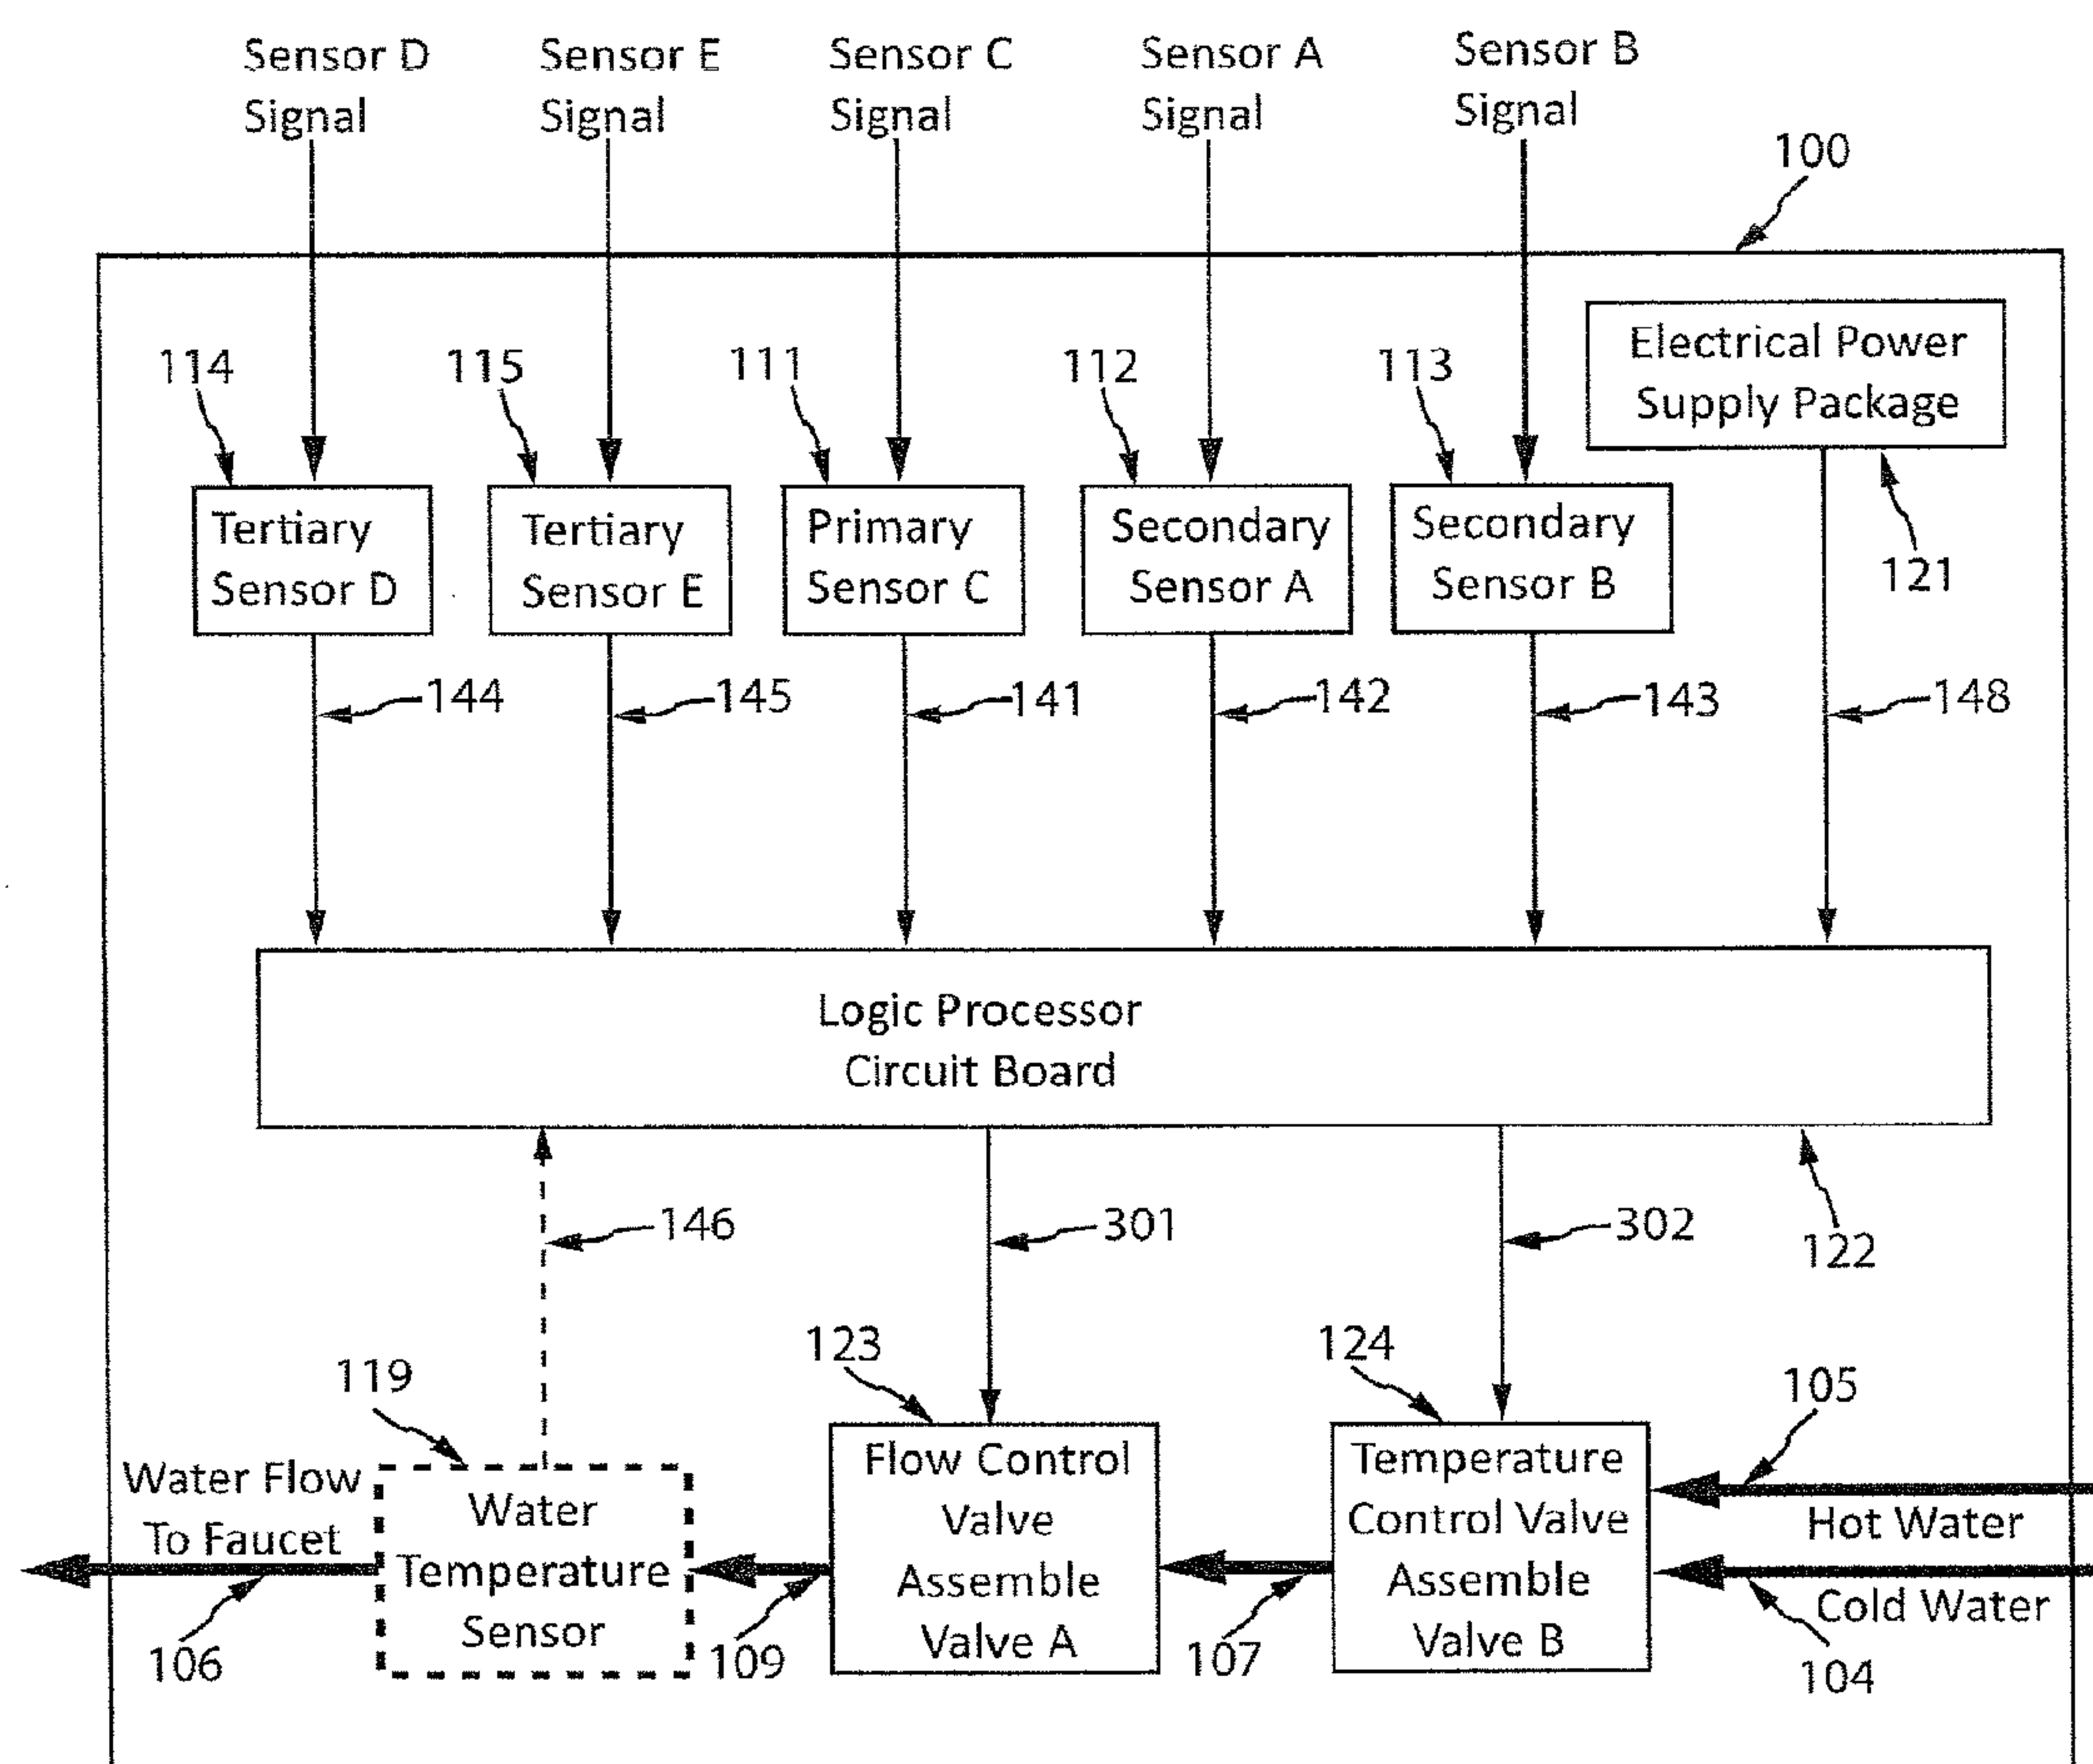 Sensor D
Signal
Sensor E
Signal
Sensor C
Signal
Sensor A
Signal
Sensor B
Signal
100
Electrical Power
Supply Package
114
115
111
112
113
121
Tertiary
Sensor D
Tertiary
Sensor E
Primary
Sensor C
Secondary
Sensor A
Secondary
Sensor B
144
145
141
142
143
148
Logic Processor
Circuit Board
146
301
302
122
119
123
124
105
Water Flow
To Faucet
Water
Temperature
Sensor
Flow Control
Valve
Assemble
Valve A
Temperature
Control Valve
Assemble
Valve B
Hot Water
Cold Water
106
109
107
104